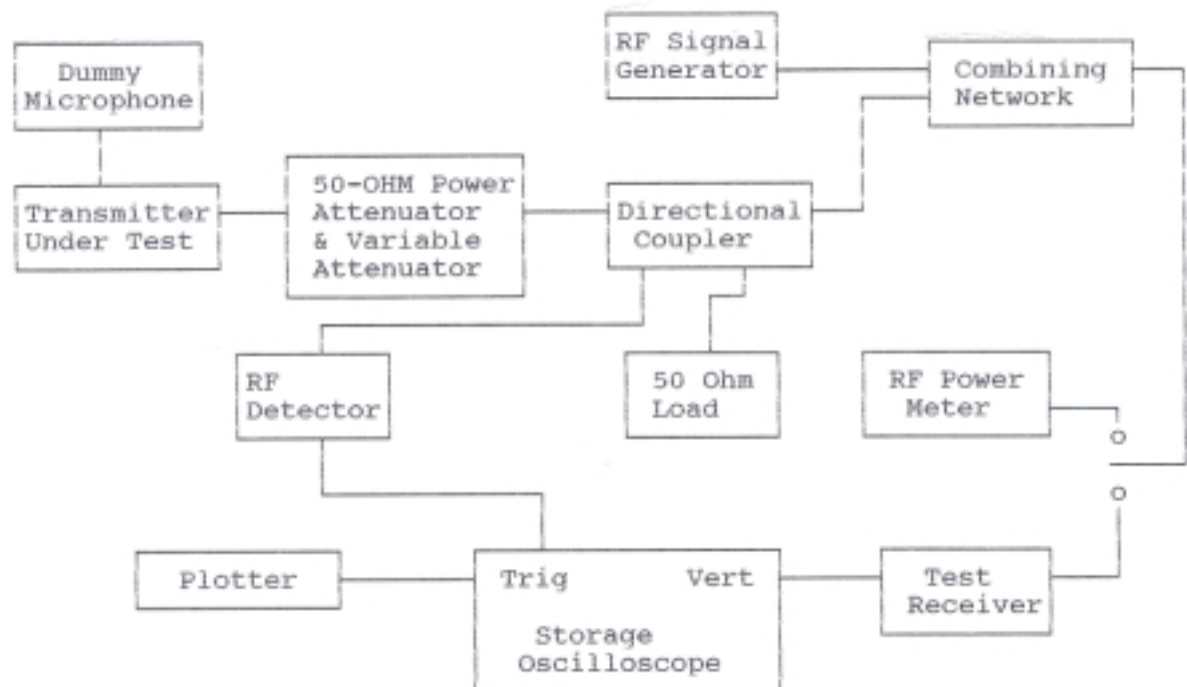 RF Signal
Generator
Combining
Network
Dummy
Microphone
Transmitter
Under Test
50-OHM Power
Attenuator
& Variable
Attenuator
Directional
Coupler
RF
Detector
50 Ohm
Load
RF Power
Meter
Plotter
Trig
Vert
Storage
Oscilloscope
Test
Receiver